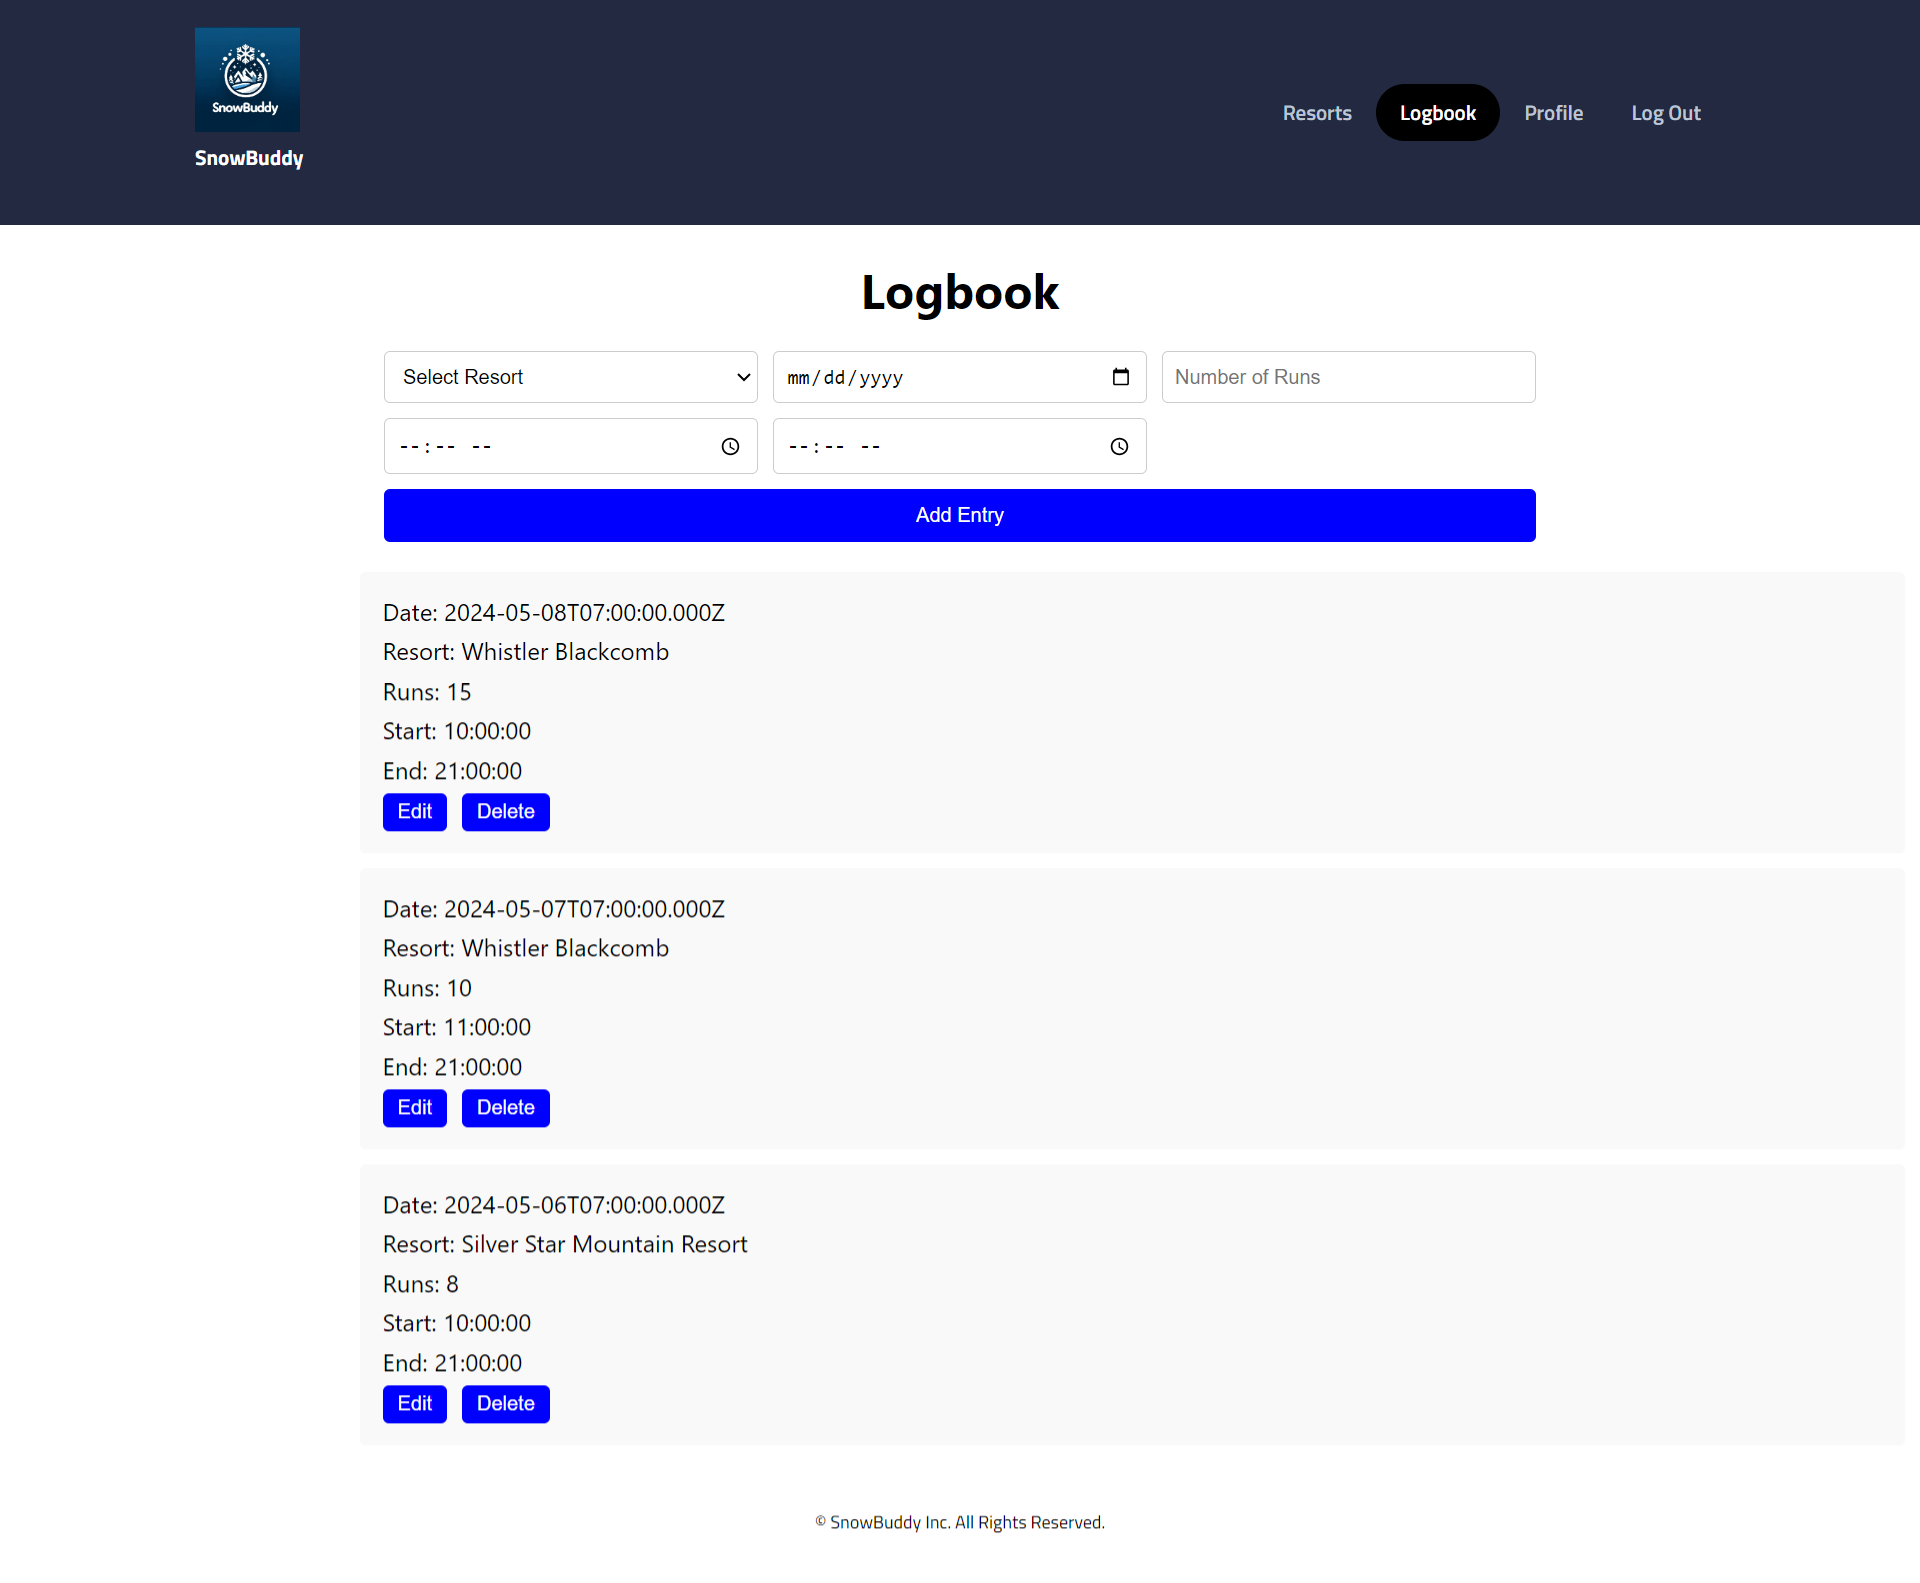 SnowBuddy
SnowBuddy
Resorts
Logbook
Profile
Log Out
Logbook
Select Resort
mm/dd/yyyy
Number of Runs
--:-- --
--:-- --
Add Entry
Date: 2024-05-08T07:00:00.000Z
Resort: Whistler Blackcomb
Runs: 15
Start: 10:00:00
End: 21:00:00
Edit
Delete
Date: 2024-05-07T07:00:00.000Z
Resort: Whistler Blackcomb
Runs: 10
Start: 11:00:00
End: 21:00:00
Edit
Delete
Date: 2024-05-06T07:00:00.000Z
Resort: Silver Star Mountain Resort
Runs: 8
Start: 10:00:00
End: 21:00:00
Edit
Delete
© SnowBuddy Inc. All Rights Reserved.